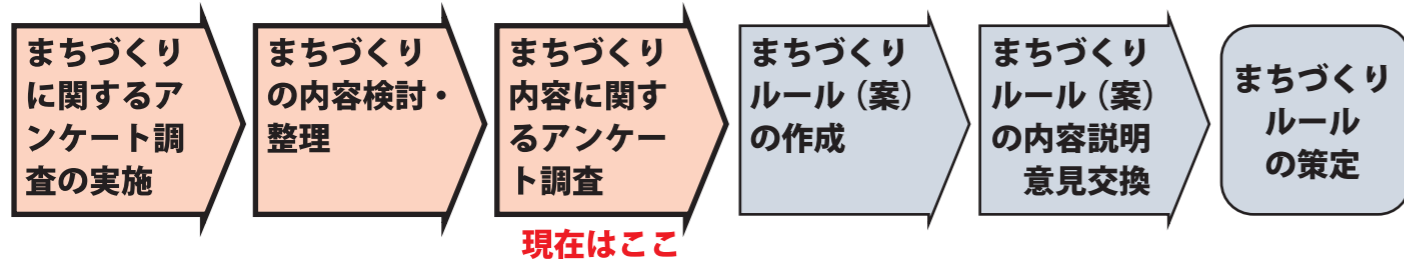 まちづくり
に関するア
ンケート調
査の実施
まちづくり
の内容検討・
整理
まちづくり
内容に関す
るアンケー
ト調査
まちづくり
ルール（案）
の作成
まちづくり
ルール（案）
の内容説明
意見交換
まちづくり
ルール
の策定
現在はここ